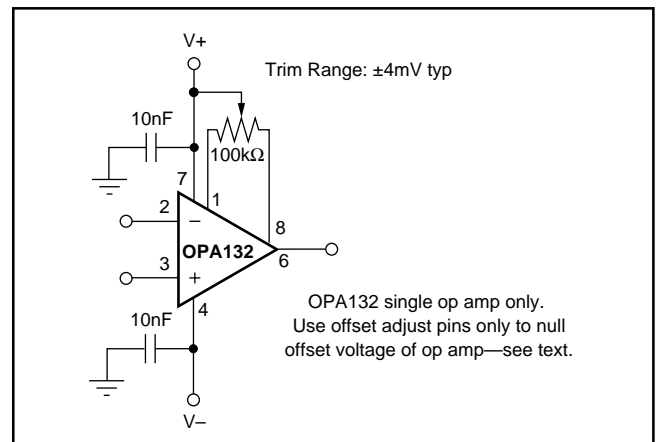 V+
Trim Range: ±4mV typ
10nF
100kΩ
7
1
2
–
8
OPA132
6
3
+
4
10nF
OPA132 single op amp only.
Use offset adjust pins only to null
offset voltage of op amp—see text.
V–